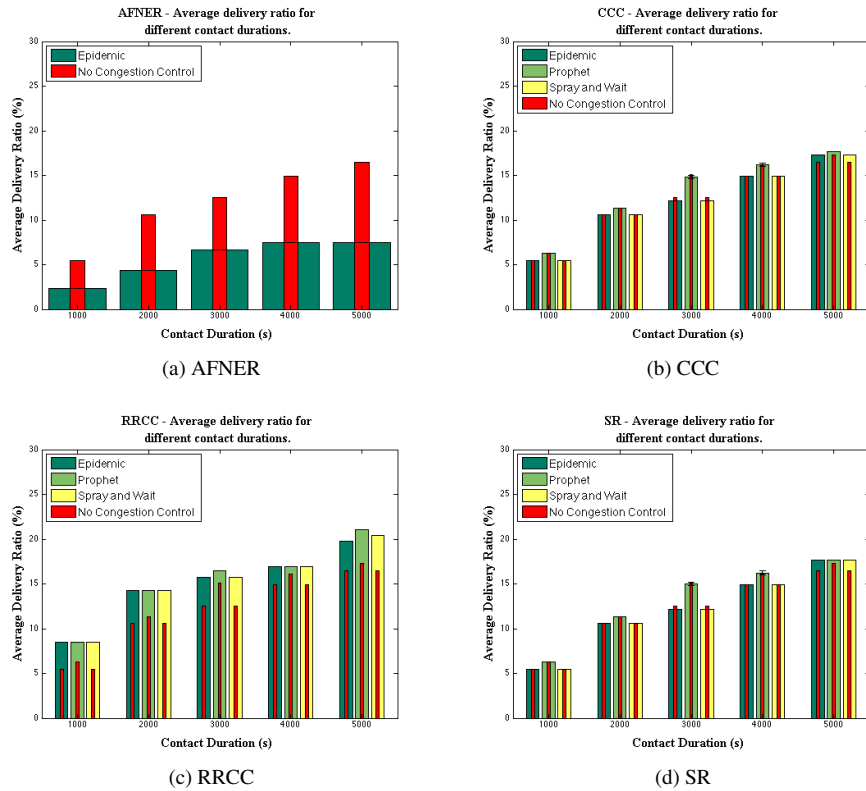 AFNER - Average delivery ratio for
different contact durations.
Average Delivery Ratio (%)
30
25
20
15
10
5
0
Epidemic
No Congestion Control
1000 2000 3000 4000 5000
Contact Duration (s)
(a) AFNER
CCC - Average delivery ratio for
different contact durations.
Average Delivery Ratio (%)
30
25
20
15
10
5
0
Epidemic
Prophet
Spray and Wait
No Congestion Control
1000 2000 3000 4000 5000
Contact Duration (s)
(b) CCC
RRCC - Average delivery ratio for
different contact durations.
Average Delivery Ratio (%)
30
25
20
15
10
5
0
Epidemic
Prophet
Spray and Wait
No Congestion Control
1000 2000 3000 4000 5000
Contact Duration (s)
(c) RRCC
SR - Average delivery ratio for
different contact durations.
Average Delivery Ratio (%)
30
25
20
15
10
5
0
Epidemic
Prophet
Spray and Wait
No Congestion Control
1000 2000 3000 4000 5000
Contact Duration (s)
(d) SR